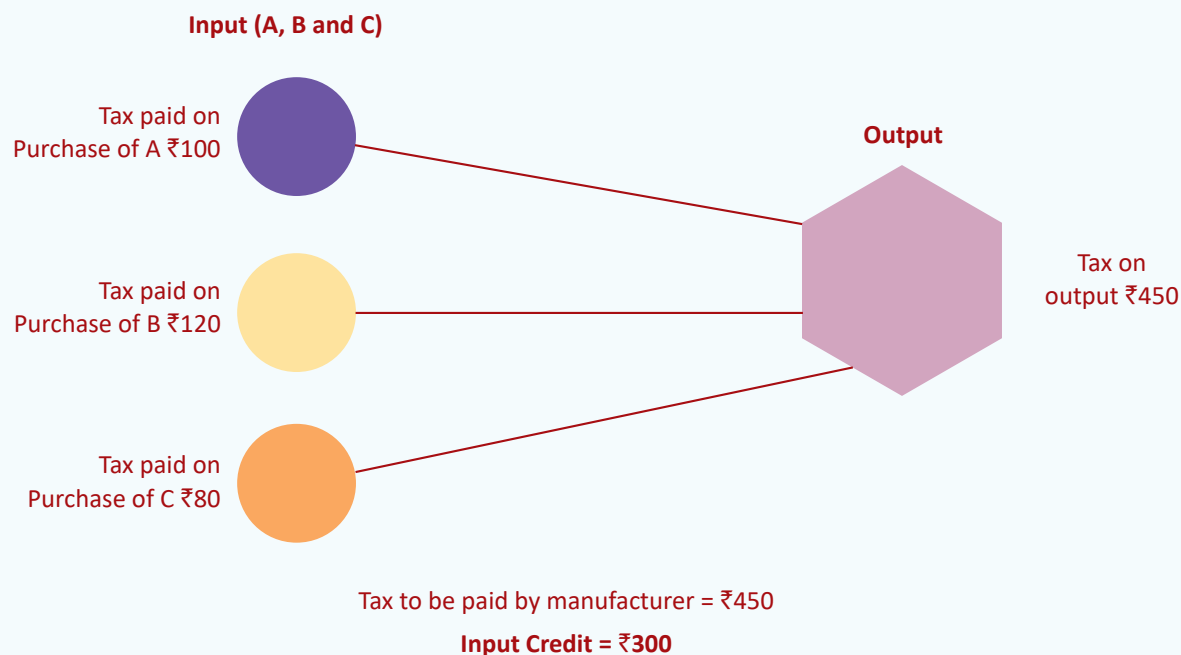 Input (A, B and C)
Tax paid on
Purchase of A ₹100
Output
Tax paid on
Purchase of B ₹120
Tax on
output ₹450
Tax paid on
Purchase of C ₹80
Tax to be paid by manufacturer = ₹450
Input Credit = ₹300